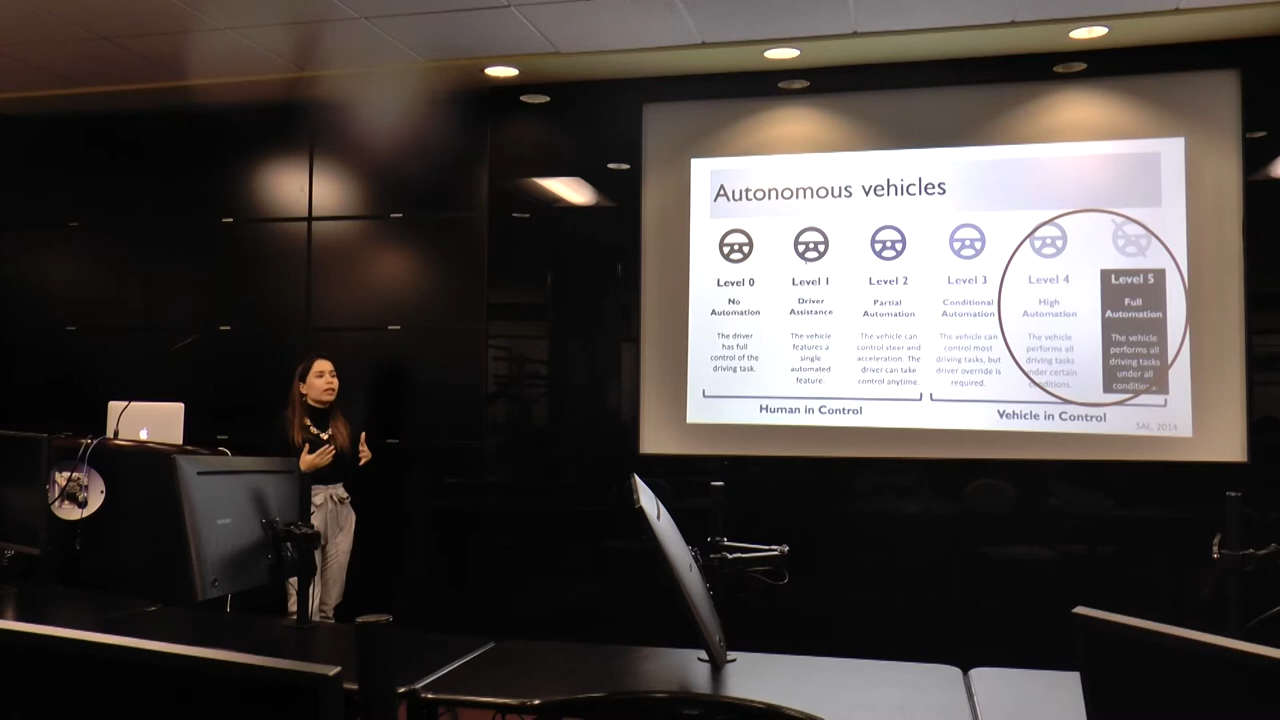 Autonomous vehicles
Level 0
No
Automation
The driver
has full
control of the
driving task.
Level 1
Driver
Assistance
The vehicle
features a
single
automated
feature.
Level 2
Partial
Automation
The vehicle can
control steer and
acceleration. The
driver can take
control anytime.
Level 3
Conditional
Automation
The vehicle can
control most
driving tasks, but
driver override is
required.
Level 4
High
Automation
The vehicle
performs all
driving tasks
under certain
conditions.
Level 5
Full
Automation
The vehicle
performs all
driving tasks
under all
conditions.
Human in Control
Vehicle in Control
SAE, 2014